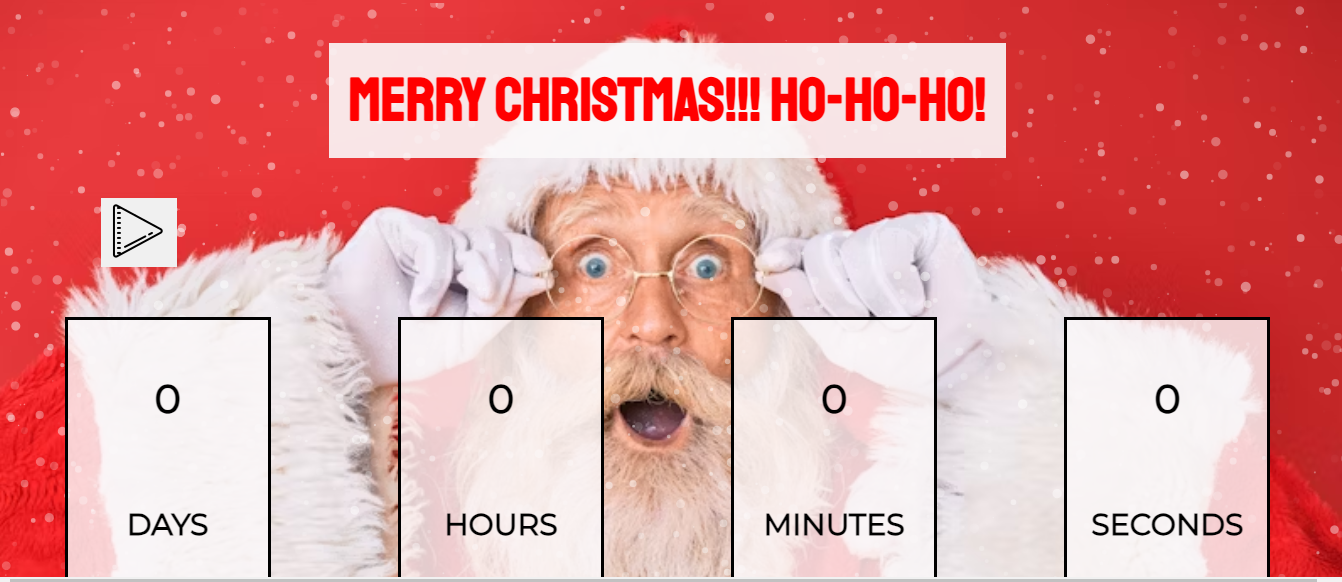 MERRY CHRISTMAS!!! HO-HO-HO!
0 0 0 0
DAYS HOURS MINUTES SECONDS